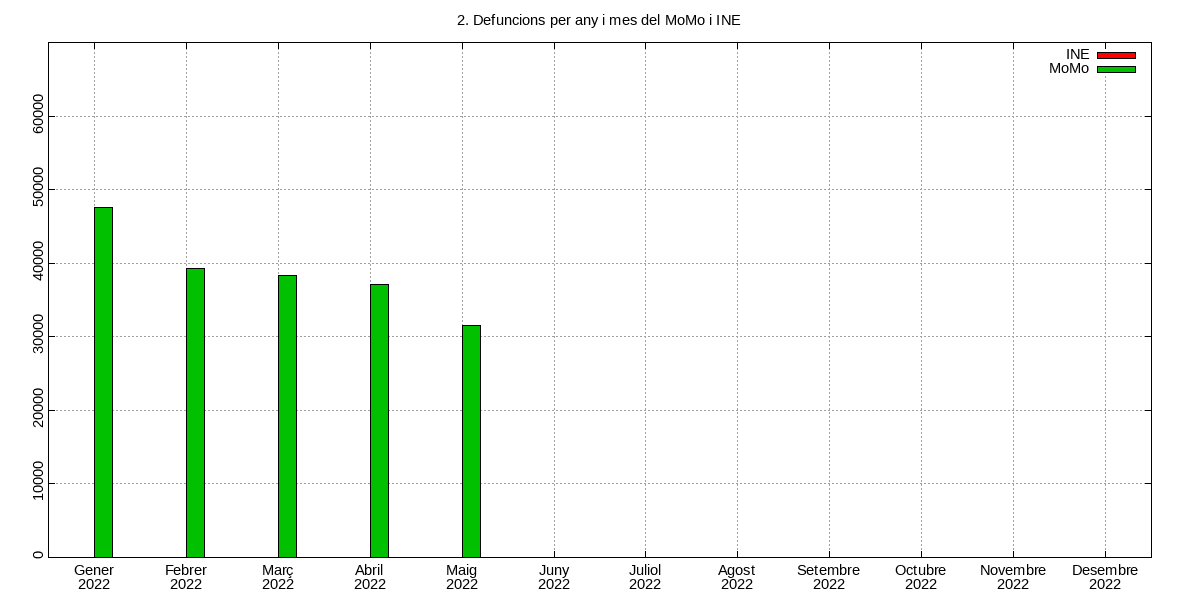 2. Defuncions per any i mes del MoMo i INE
INE
MoMo
60000
50000
40000
30000
20000
10000
0
Gener
2022
Febrer
2022
Març
2022
Abril
2022
Maig
2022
Juny
2022
Juliol
2022
Agost
2022
Setembre
2022
Octubre
2022
Novembre
2022
Desembre
2022